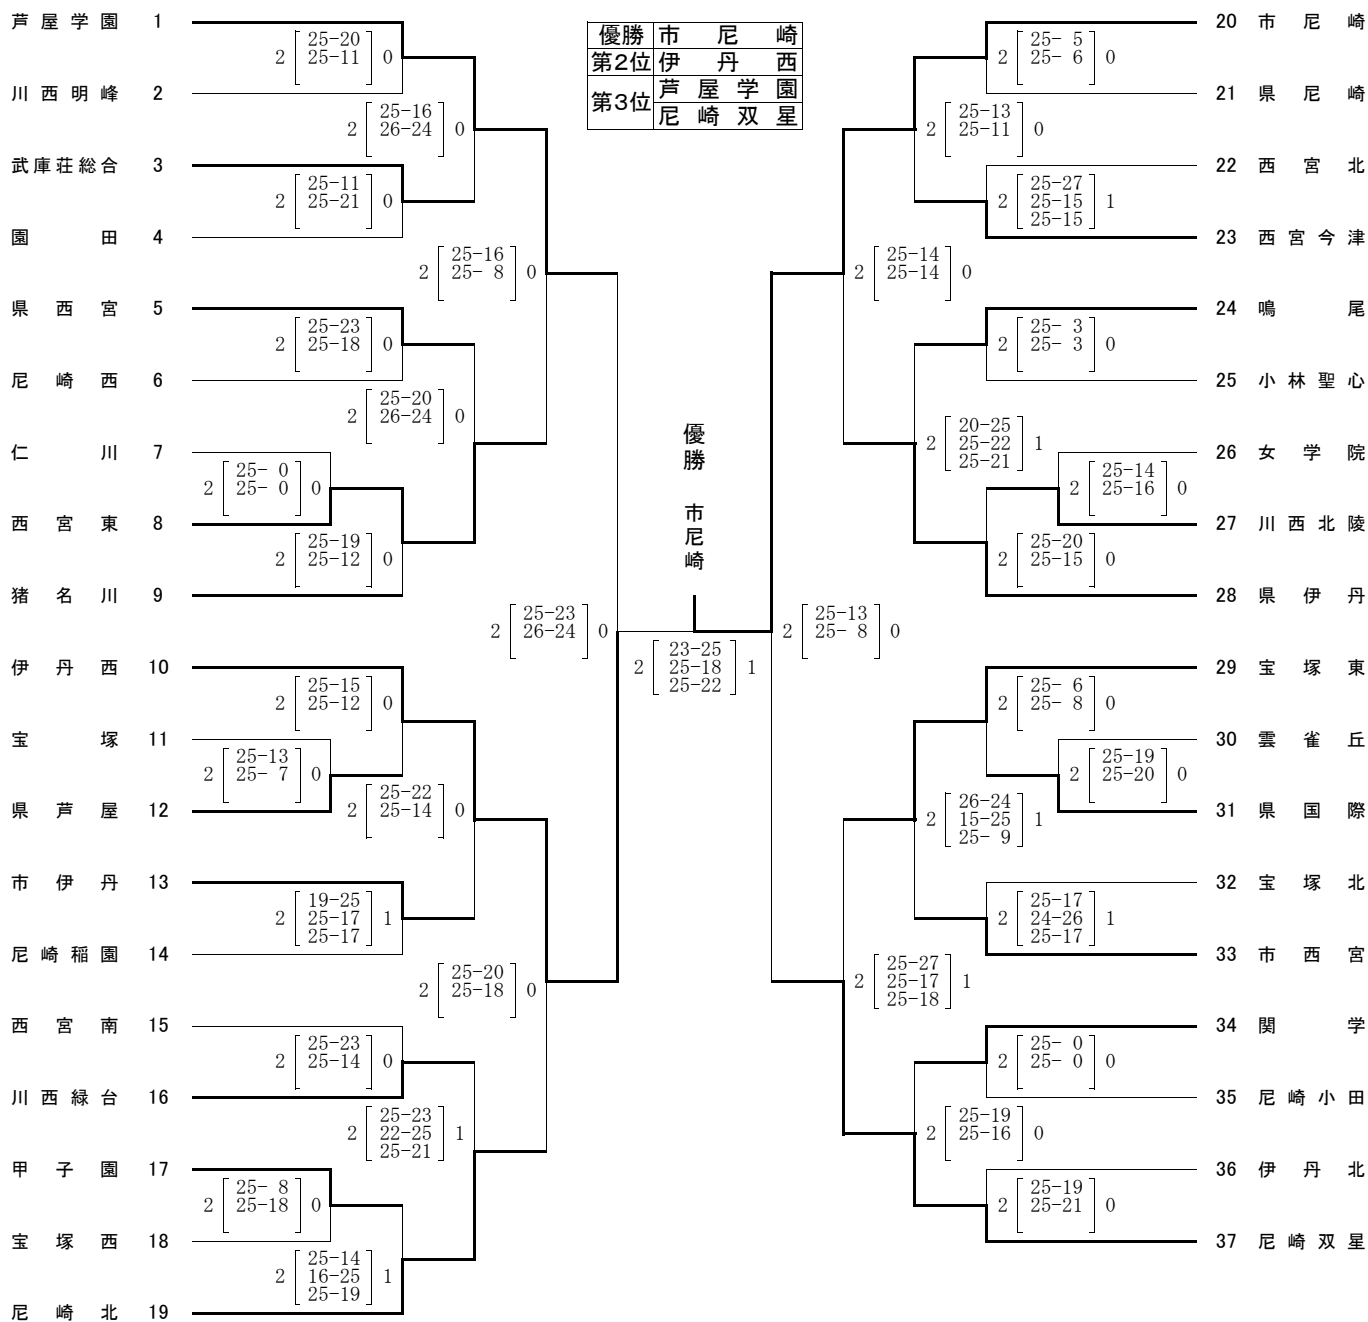 優勝 市尼崎
第2位 伊丹西
第3位 芦屋学園
尼崎双星
芦屋学園 1
2 25-20 0
25-11
川西明峰 2
2 25-16 0
26-24
武庫荘総合 3
2 25-11 0
25-21
園田 4
2 25-16 0
25- 8
県西宮 5
2 25-23 0
25-18
尼崎西 6
2 25-20 0
26-24
仁川 7
2 25- 0 0
25- 0
西宮東 8
2 25-19 0
25-12
猪名川 9
2 25-23 0
26-24
伊丹西 10
2 25-15 0
25-12
宝塚 11
2 25-13 0
25- 7
県芦屋 12
2 25-22 0
25-14
市伊丹 13
2 19-25 1
25-17
25-17
尼崎稲園 14
2 25-20 0
25-18
西宮南 15
2 25-23 0
25-14
川西緑台 16
2 25-23 1
22-25
25-21
甲子園 17
2 25- 8 0
25-18
宝塚西 18
2 25-14 1
16-25
25-19
尼崎北 19
優勝 市尼崎
2 23-25 1
25-18
25-22
20 市尼崎
2 25- 5 0
25- 6
21 県尼崎
2 25-13 0
25-11
22 西宮北
2 25-27 1
25-15
25-15
23 西宮今津
2 25-14 0
25-14
24 鳴尾
2 25- 3 0
25- 3
25 小林聖心
2 20-25 1
25-22
25-21
26 女学院
2 25-14 0
25-16
27 川西北陵
2 25-20 0
25-15
28 県伊丹
2 25-13 0
25- 8
29 宝塚東
2 25- 6 0
25- 8
30 雲雀丘
2 25-19 0
25-20
31 県国際
2 26-24 1
15-25
25- 9
32 宝塚北
2 25-17 1
24-26
25-17
33 市西宮
2 25-27 1
25-17
25-18
34 関学
2 25- 0 0
25- 0
35 尼崎小田
2 25-19 0
25-16
36 伊丹北
2 25-19 0
25-21
37 尼崎双星